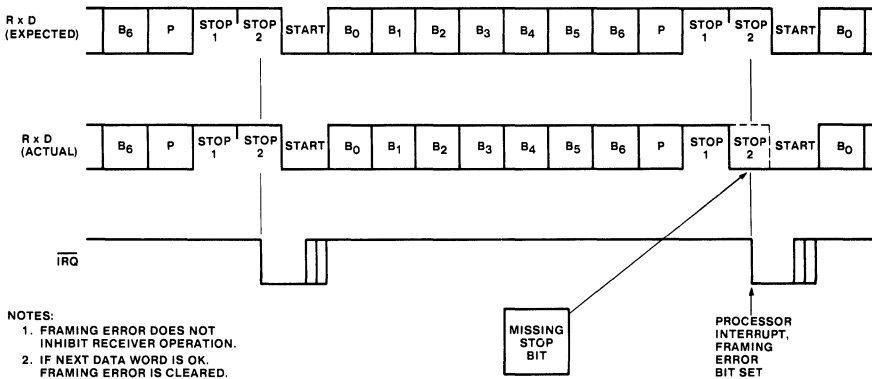 R x D
(EXPECTED)
B6 P STOP 1 STOP 2 START B0 B1 B2 B3 B4 B5 B6 P STOP 1 STOP 2 START B0
R x D
(ACTUAL)
B6 P STOP 1 STOP 2 START B0 B1 B2 B3 B4 B5 B6 P STOP 1 STOP 2 START B0
IRQ
NOTES:
1. FRAMING ERROR DOES NOT
INHIBIT RECEIVER OPERATION.
2. IF NEXT DATA WORD IS OK.
FRAMING ERROR IS CLEARED.
MISSING
STOP
BIT
PROCESSOR
INTERRUPT,
FRAMING
ERROR
BIT SET